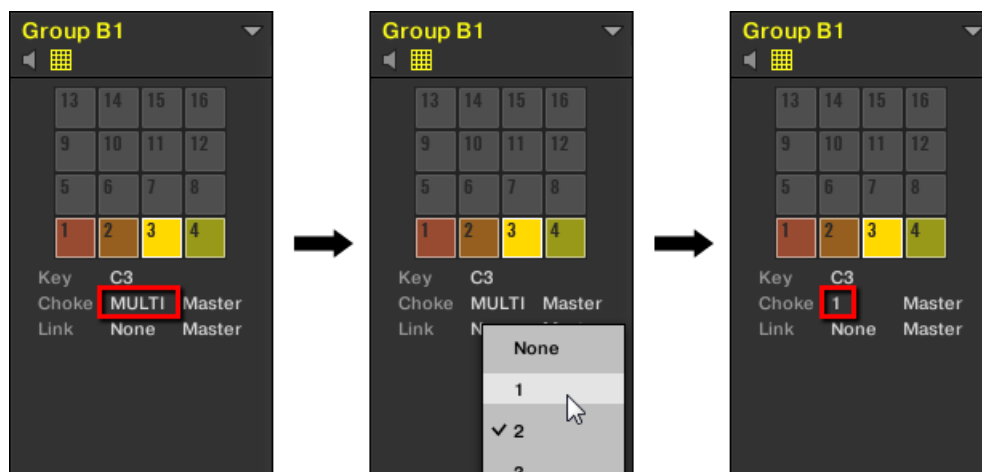 Group B1
13 14 15 16
9 10 11 12
5 6 7 8
1 2 3 4
Key C3
Choke MULTI Master
Link None Master
Group B1
13 14 15 16
9 10 11 12
5 6 7 8
1 2 3 4
Key C3
Choke MULTI Master
Link
None
1
2
Group B1
13 14 15 16
9 10 11 12
5 6 7 8
1 2 3 4
Key C3
Choke 1 Master
Link None Master